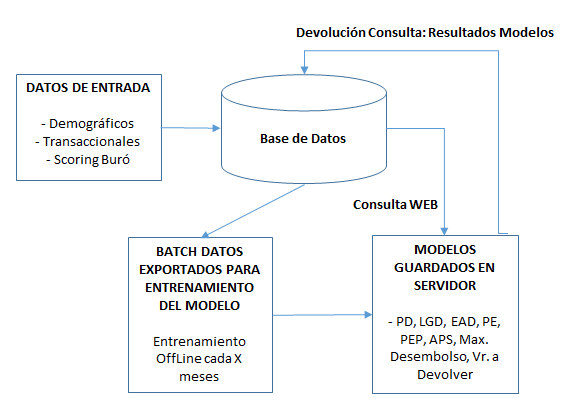 Devolución Consulta: Resultados Modelos
DATOS DE ENTRADA
- Demográficos
- Transaccionales
- Scoring Buró
Base de Datos
Consulta WEB
BATCH DATOS
EXPORTADOS PARA
ENTRENAMIENTO
DEL MODELO
Entrenamiento
OffLine cada X
meses
MODELOS
GUARDADOS EN
SERVIDOR
- PD, LGD, EAD, PE,
PEP, APS, Max.
Desembolso, Vr. a
Devolver